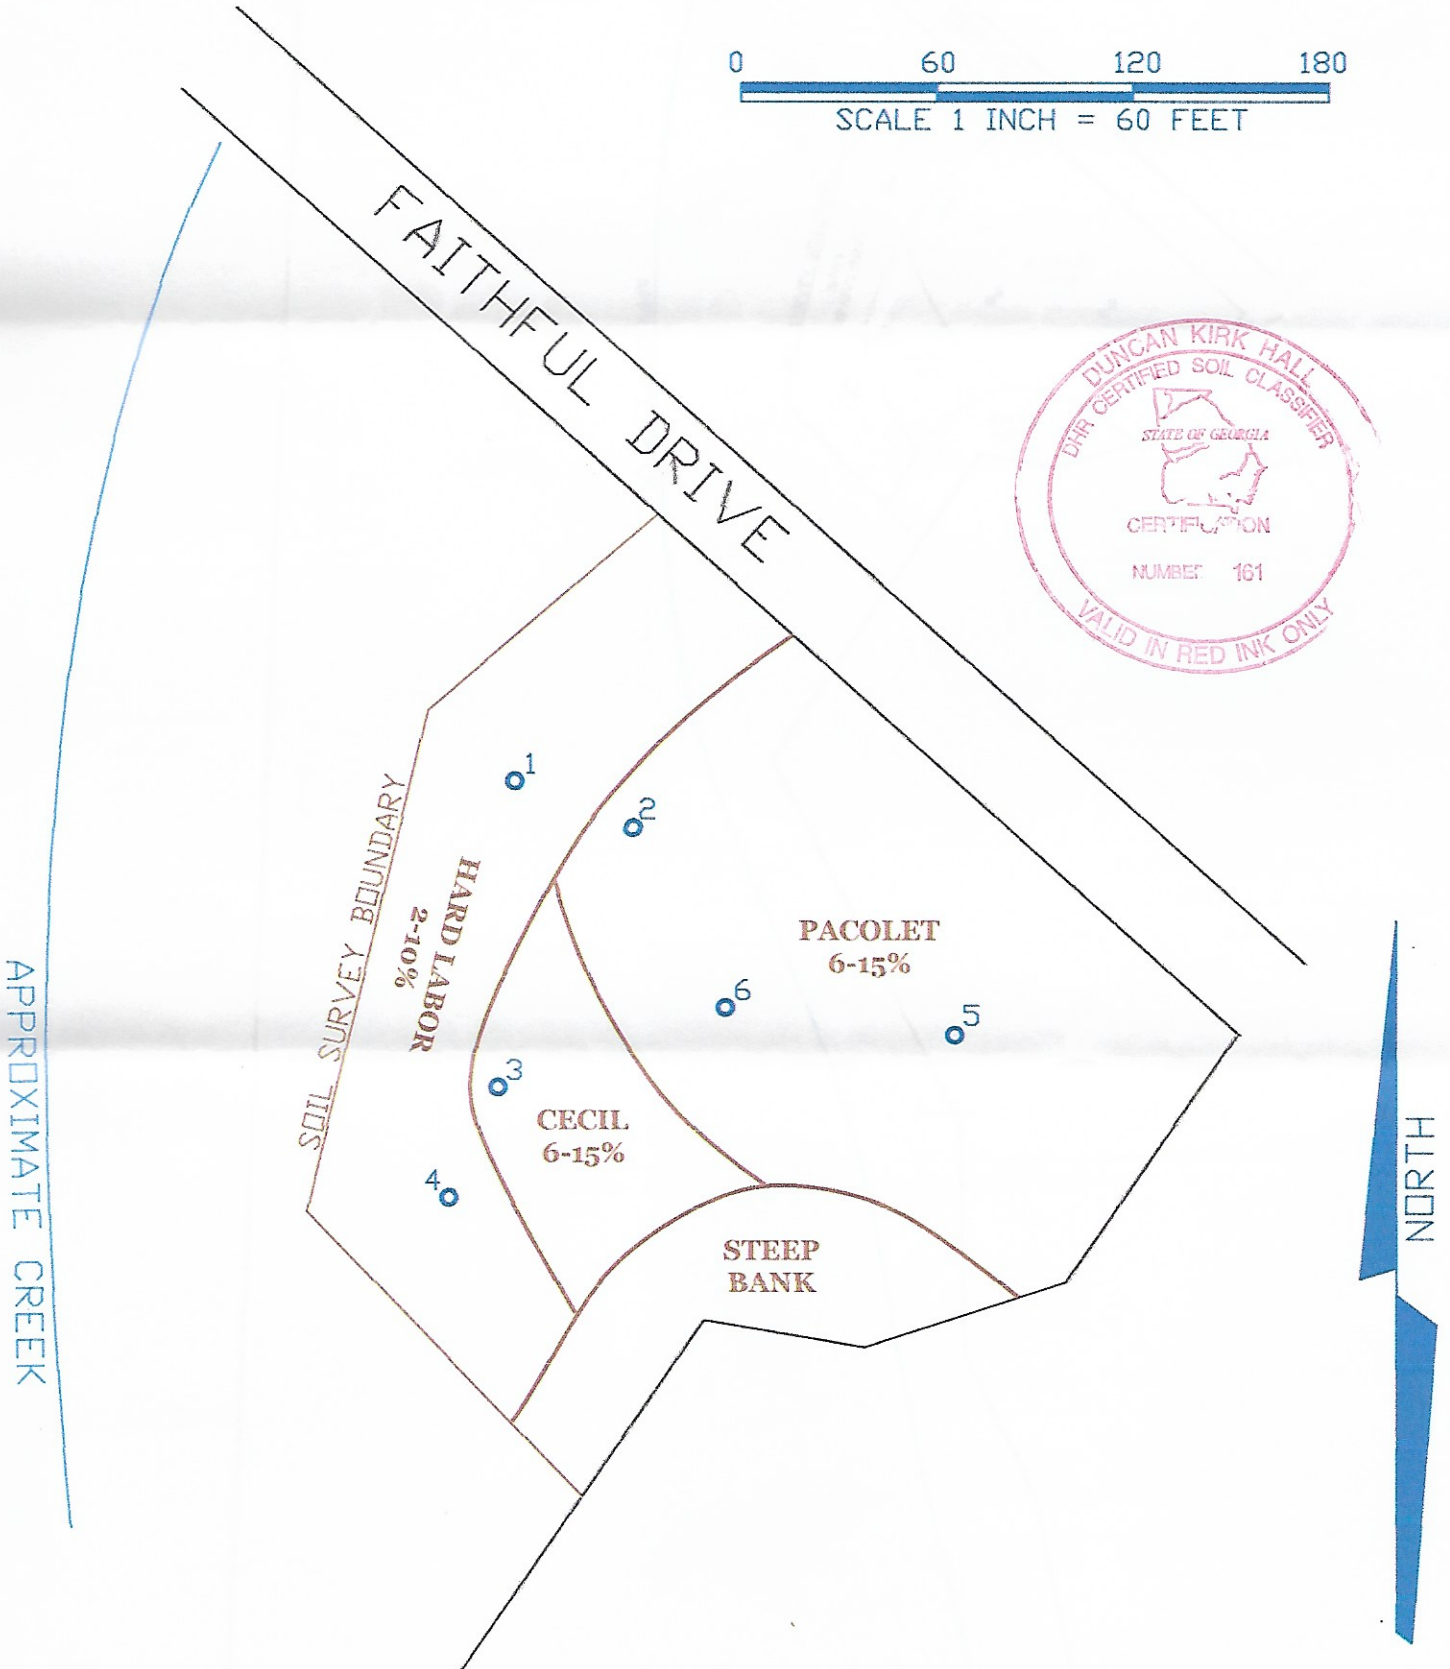 0 60 120 180
SCALE 1 INCH = 60 FEET
FAITHFUL DRIVE
DUNCAN KIRK HALL
DHR CERTIFIED SOIL CLASSIFIER
STATE OF GEORGIA
CERTIFICATION
NUMBER 161
VALID IN RED INK ONLY
1
2
SOIL SURVEY BOUNDARY
HARD LABOR
2-10%
PACOLET
6-15%
6
5
3
CECIL
6-15%
4
STEEP
BANK
APPROXIMATE CREEK
NORTH